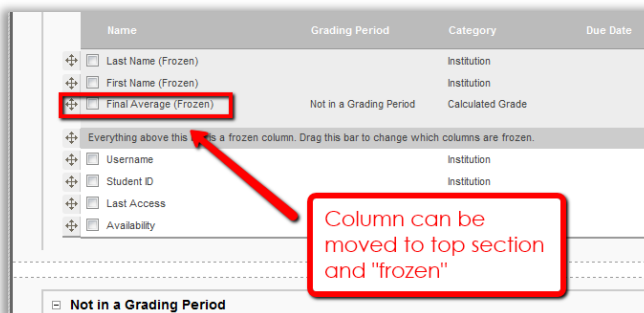 Name Grading Period Category Due Date
Last Name (Frozen) Institution
First Name (Frozen) Institution
Final Average (Frozen) Not in a Grading Period Calculated Grade
Everything above this is a frozen column. Drag this bar to change which columns are frozen.
Username Institution
Student ID Institution
Last Access
Availability
Column can be
moved to top section
and "frozen"
Not in a Grading Period